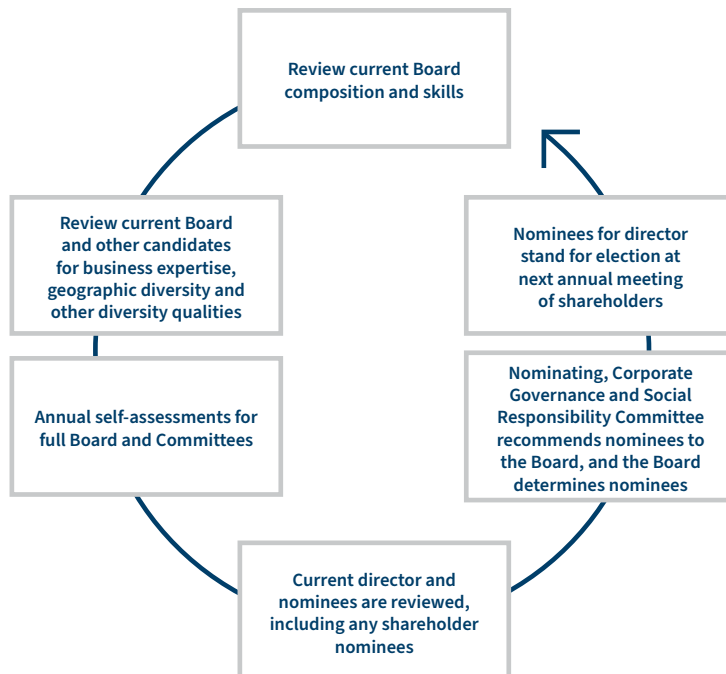 Review current Board
composition and skills
Review current Board
and other candidates
for business expertise,
geographic diversity and
other diversity qualities
Nominees for director
stand for election at
next annual meeting
of shareholders
Annual self-assessments for
full Board and Committees
Nominating, Corporate
Governance and Social
Responsibility Committee
recommends nominees to
the Board, and the Board
determines nominees
Current director and
nominees are reviewed,
including any shareholder
nominees